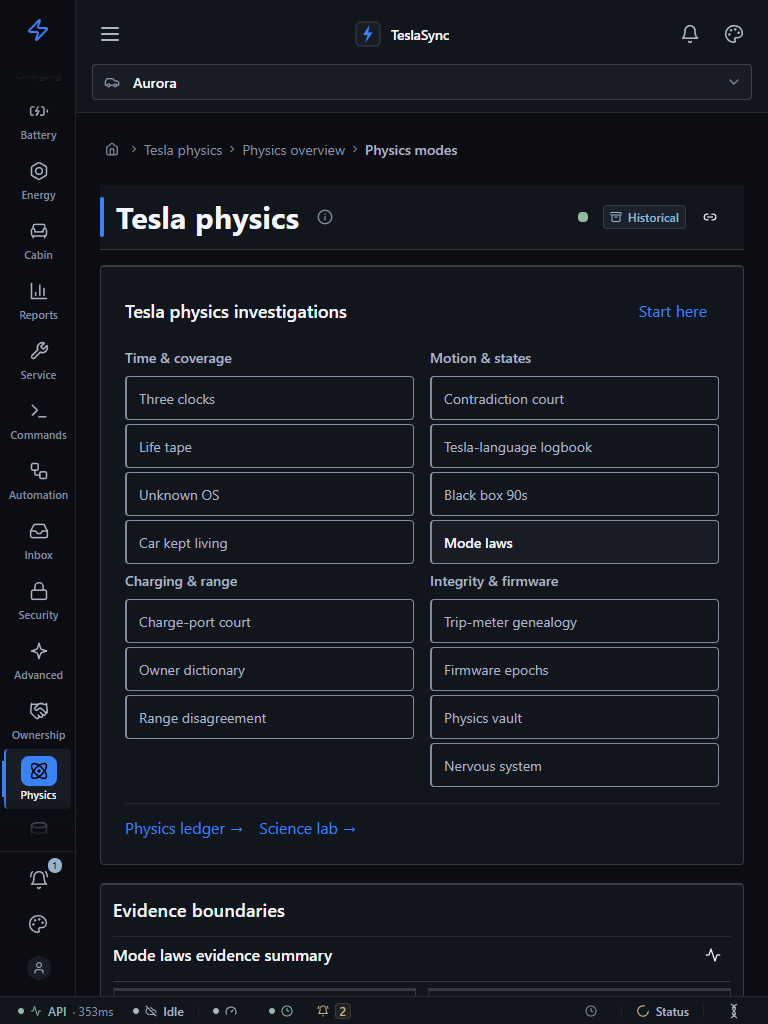 TeslaSync
Aurora
Charging
Battery
Energy
Cabin
Reports
Service
Commands
Automation
Inbox
Security
Advanced
Ownership
Physics
1
Tesla physics > Physics overview > Physics modes
Tesla physics
Historical
Tesla physics investigations
Start here
Time & coverage
Three clocks
Life tape
Unknown OS
Car kept living
Motion & states
Contradiction court
Tesla-language logbook
Black box 90s
Mode laws
Charging & range
Charge-port court
Owner dictionary
Range disagreement
Integrity & firmware
Trip-meter genealogy
Firmware epochs
Physics vault
Nervous system
Physics ledger → Science lab →
Evidence boundaries
Mode laws evidence summary
API · 353ms Idle 2 Status